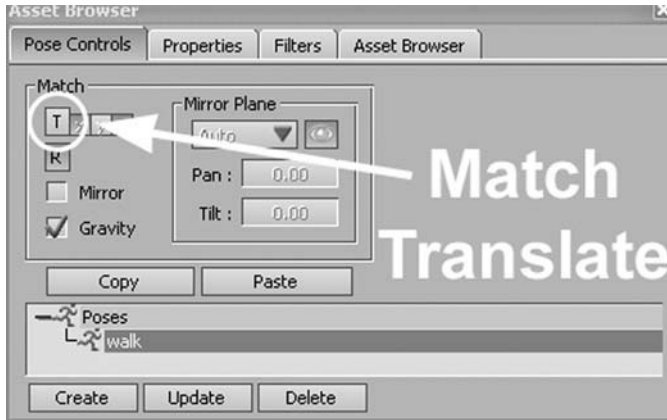 Asset Browser
Pose Controls Properties Filters Asset Browser
Match
T
R
Mirror
Gravity
Mirror Plane
Auto
Pan : 0.00
Tilt : 0.00
Match
Translate
Copy Paste
Poses
walk
Create Update Delete